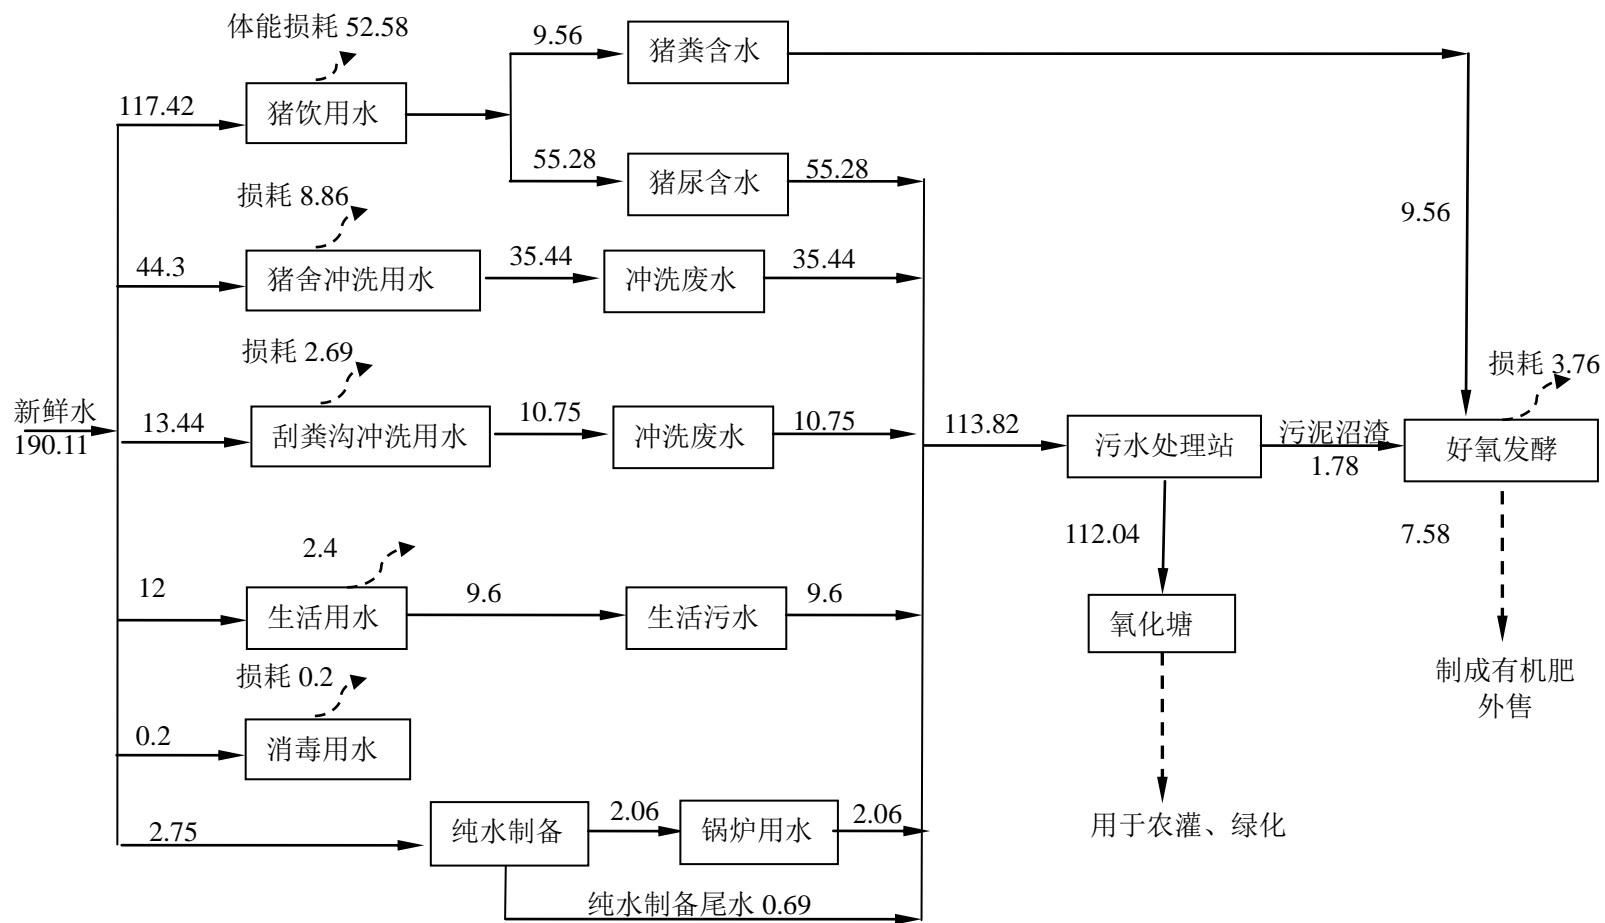 体能损耗 52.58
9.56
猪粪含水
117.42
猪饮用水
55.28
猪尿含水
55.28
损耗 8.86
9.56
44.3
猪舍冲洗用水
35.44
冲洗废水
35.44
损耗 2.69
损耗 3.76
新鲜水
190.11
13.44
刮粪沟冲洗用水
10.75
冲洗废水
10.75
113.82
污水处理站
污泥沼渣
1.78
好氧发酵
2.4
112.04
7.58
12
生活用水
9.6
生活污水
9.6
氧化塘
损耗 0.2
制成有机肥
外售
0.2
消毒用水
2.75
纯水制备
2.06
锅炉用水
2.06
用于农灌、绿化
纯水制备尾水 0.69